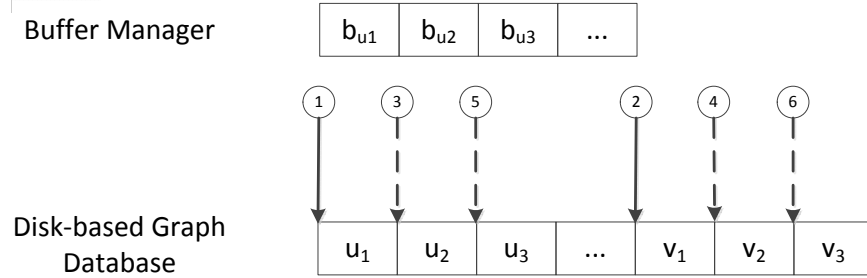 Buffer Manager
b_u1 b_u2 b_u3 ...
1 3 5 2 4 6
Disk-based Graph
Database
u_1 u_2 u_3 ... v_1 v_2 v_3